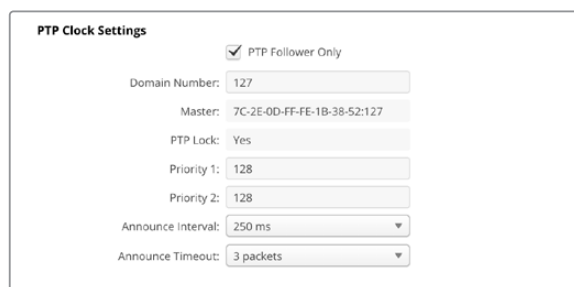 PTP Clock Settings
PTP Follower Only
Domain Number: 127
Master: 7C-2E-0D-FF-FE-1B-38-52:127
PTP Lock: Yes
Priority 1: 128
Priority 2: 128
Announce Interval: 250 ms
Announce Timeout: 3 packets